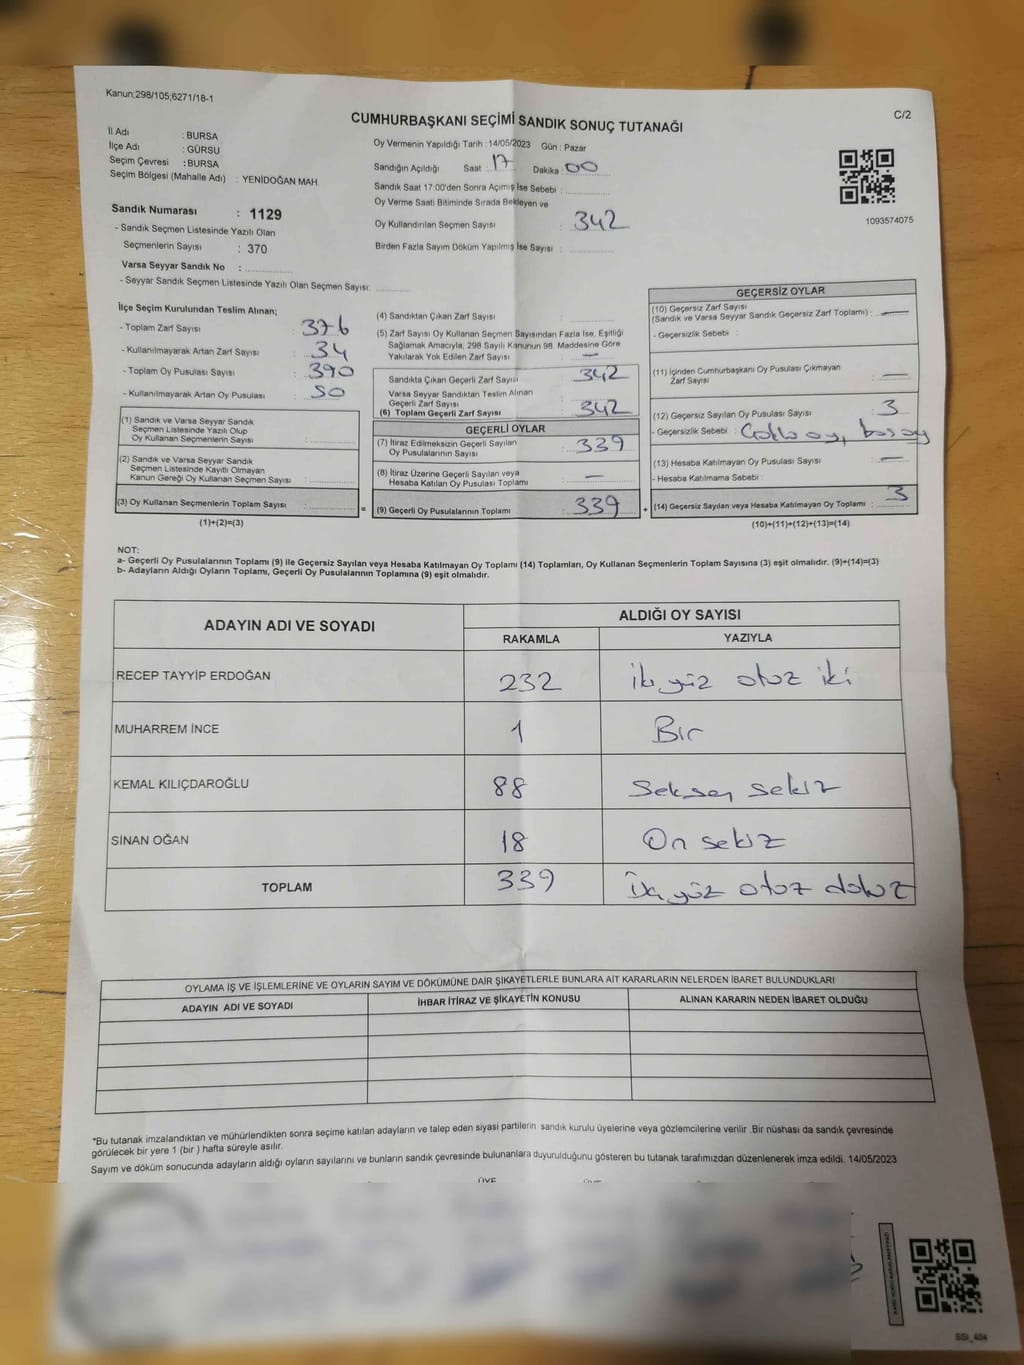 Kanun;298/105;6271/18-1
C/2
CUMHURBAŞKANI SEÇİMİ SANDIK SONUÇ TUTANAĞI
İl Adı : BURSA
İlçe Adı : GÜRSU
Seçim Çevresi : BURSA
Seçim Bölgesi (Mahalle Adı) : YENİDOĞAN MAH.
Sandık Numarası : 1129
- Sandık Seçmen Listesinde Yazılı Olan
Seçmenlerin Sayısı : 370
Varsa Seyyar Sandık No :
- Seyyar Sandık Seçmen Listesinde Yazılı Olan Seçmen Sayısı:
Oy Vermenin Yapıldığı Tarih : 14/05/2023 Gün : Pazar
Sandığın Açıldığı Saat : 17 Dakika : 00
Sandık Saat 17:00'den Sonra Açımış İse Sebebi :
Oy Verme Saati Bitiminde Sırada Bekleyen ve
Oy Kullandırılan Seçmen Sayısı : 342
Birden Fazla Sayım Döküm Yapılmış İse Sayısı :
1093574075
İlçe Seçim Kurulundan Teslim Alınan;
- Toplam Zarf Sayısı : 376
- Kullanılmayarak Artan Zarf Sayısı : 34
- Toplam Oy Pusulası Sayısı : 390
- Kullanılmayarak Artan Oy Pusulası : 50
(1) Sandık ve Varsa Seyyar Sandık
Seçmen Listesinde Yazılı Olup
Oy Kullanan Seçmenlerin Sayısı :
(2) Sandık ve Varsa Seyyar Sandık
Seçmen Listesinde Kayıtlı Olmayan
Kanun Gereği Oy Kullanan Seçmen Sayısı :
(3) Oy Kullanan Seçmenlerin Toplam Sayısı :
(1)+(2)=(3)
(4) Sandıktan Çıkan Zarf Sayısı :
(5) Zarf Sayısı Oy Kullanan Seçmen Sayısından Fazla İse, Eşitliği
Sağlamak Amacıyla, 298 Sayılı Kanunun 98. Maddesine Göre
Yakılarak Yok Edilen Zarf Sayısı : —
Sandıkta Çıkan Geçerli Zarf Sayısı : 342
Varsa Seyyar Sandıktan Teslim Alınan
Geçerli Zarf Sayısı :
(6) Toplam Geçerli Zarf Sayısı : 342
GEÇERLİ OYLAR
(7) İtiraz Edilmeksizin Geçerli Sayılan
Oy Pusulalarının Sayısı : 339
(8) İtiraz Üzerine Geçerli Sayılan veya
Hesaba Katılan Oy Pusulası Toplamı : —
= (9) Geçerli Oy Pusulalarının Toplamı : 339 +
GEÇERSİZ OYLAR
(10) Geçersiz Zarf Sayısı
(Sandık ve Varsa Seyyar Sandık Geçersiz Zarf Toplamı) : —
- Geçersizlik Sebebi :
(11) İçinden Cumhurbaşkanı Oy Pusulası Çıkmayan
Zarf Sayısı : —
(12) Geçersiz Sayılan Oy Pusulası Sayısı : 3
- Geçersizlik Sebebi : oy, boş oy
(13) Hesaba Katılmayan Oy Pusulası Sayısı : —
- Hesaba Katılmama Sebebi :
(14) Geçersiz Sayılan veya Hesaba Katılmayan Oy Toplamı : 3
(10)+(11)+(12)+(13)=(14)
NOT:
a- Geçerli Oy Pusulalarının Toplamı (9) ile Geçersiz Sayılan veya Hesaba Katılmayan Oy Toplamı (14) Toplamları, Oy Kullanan Seçmenlerin Toplam Sayısına (3) eşit olmalıdır. (9)+(14)=(3)
b- Adayların Aldığı Oyların Toplamı, Geçerli Oy Pusulalarının Toplamına (9) eşit olmalıdır.
ADAYIN ADI VE SOYADI ALDIĞI OY SAYISI
RAKAMLA YAZIYLA
RECEP TAYYİP ERDOĞAN 232 iki yüz otuz iki
MUHARREM İNCE 1 Bir
KEMAL KILIÇDAROĞLU 88 Seksen sekiz
SİNAN OĞAN 18 On sekiz
TOPLAM 339 Üç yüz otuz dokuz
OYLAMA İŞ VE İŞLEMLERİNE VE OYLARIN SAYIM VE DÖKÜMÜNE DAİR ŞİKAYETLERLE BUNLARA AİT KARARLARIN NELERDEN İBARET BULUNDUKLARI
ADAYIN ADI VE SOYADI İHBAR İTİRAZ VE ŞİKAYETİN KONUSU ALINAN KARARIN NEDEN İBARET OLDUĞU
*Bu tutanak imzalandıktan ve mühürlendikten sonra seçime katılan adayların ve talep eden siyasi partilerin sandık kurulu üyelerine veya gözlemcilerine verilir .Bir nüshası da sandık çevresinde
görülecek bir yere 1 (bir ) hafta süreyle asılır.
Sayım ve döküm sonucunda adayların aldığı oyların sayılarını ve bunların sandık çevresinde bulunanlara duyurulduğunu gösteren bu tutanak tarafımızdan düzenlenerek imza edildi. 14/05/2023